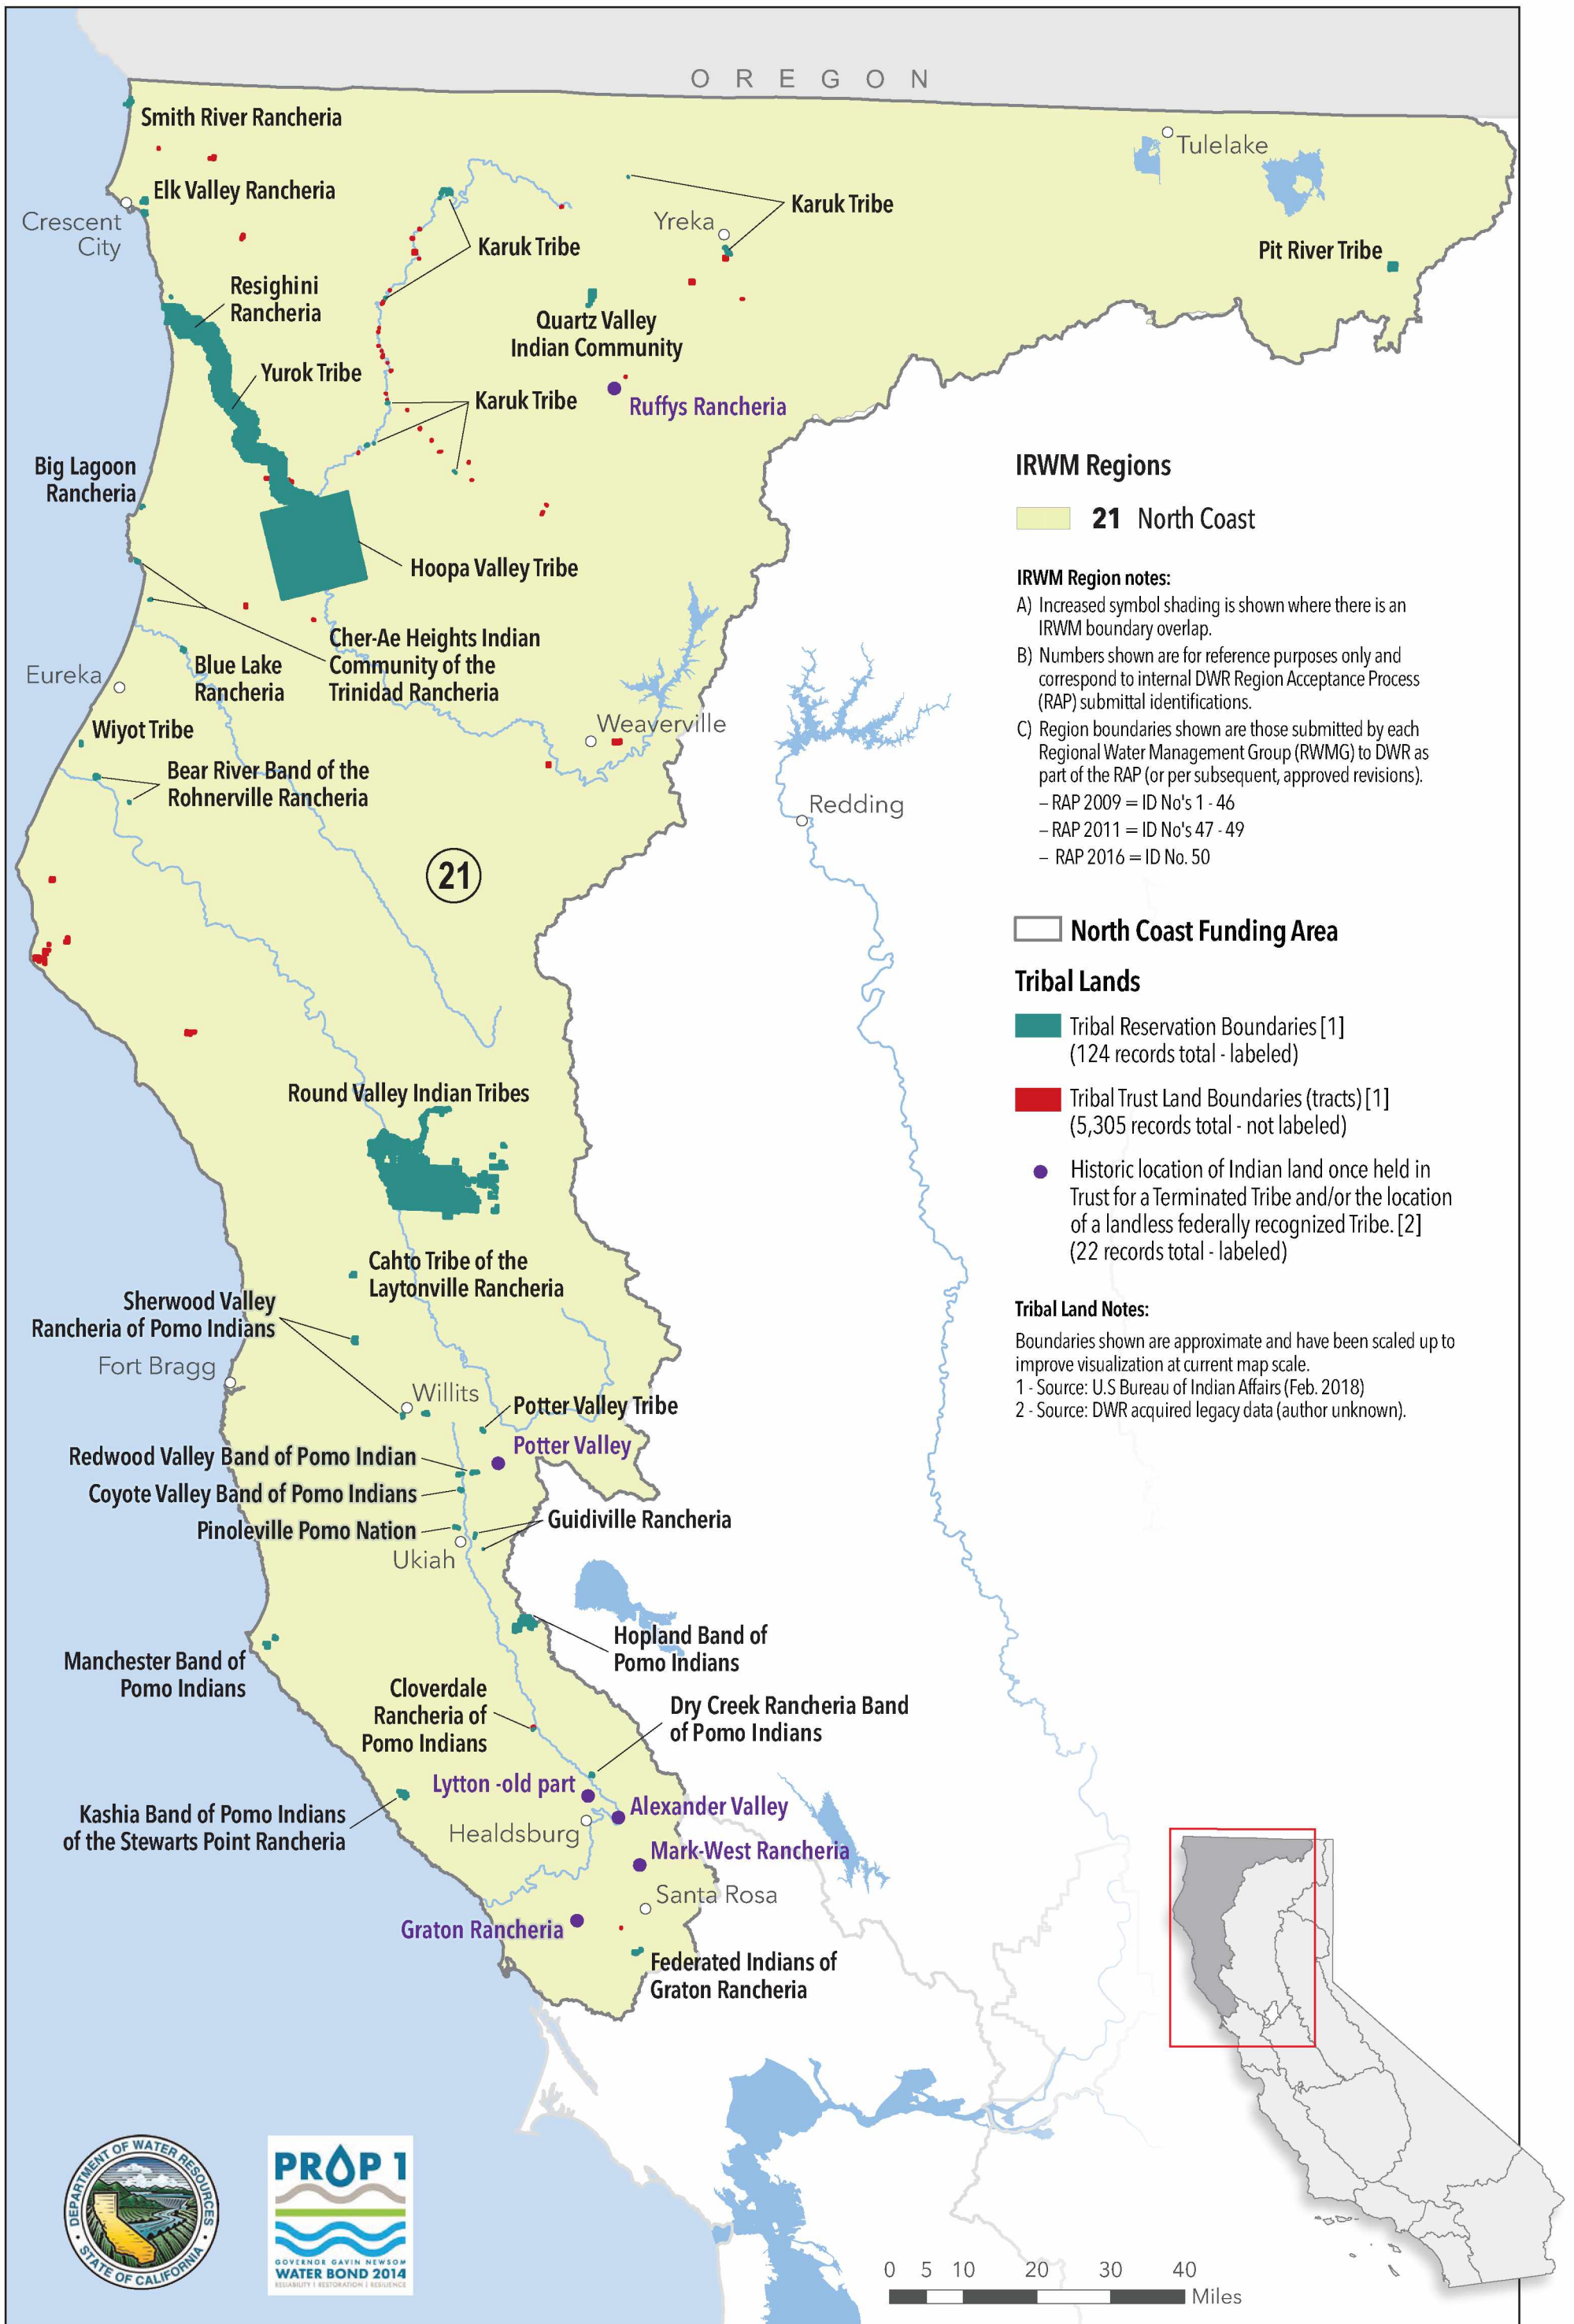 OREGON
Smith River Rancheria
Tulelake
Elk Valley Rancheria
Crescent
City
Karuk Tribe
Yreka
Karuk Tribe
Pit River Tribe
Resighini
Rancheria
Quartz Valley
Indian Community
Yurok Tribe
Karuk Tribe
Ruffys Rancheria
Big Lagoon
Rancheria
Hoopa Valley Tribe
Cher-Ae Heights Indian
Community of the
Trinidad Rancheria
Blue Lake
Rancheria
Eureka
Weaverville
Wiyot Tribe
Bear River Band of the
Rohnerville Rancheria
Redding
21
Round Valley Indian Tribes
Cahto Tribe of the
Laytonville Rancheria
Sherwood Valley
Rancheria of Pomo Indians
Fort Bragg
Willits
Potter Valley Tribe
Potter Valley
Redwood Valley Band of Pomo Indian
Coyote Valley Band of Pomo Indians
Pinoleville Pomo Nation
Guidiville Rancheria
Ukiah
Hopland Band of
Pomo Indians
Manchester Band of
Pomo Indians
Cloverdale
Rancheria of
Pomo Indians
Dry Creek Rancheria Band
of Pomo Indians
Lytton -old part
Alexander Valley
Kashia Band of Pomo Indians
of the Stewarts Point Rancheria
Healdsburg
Mark-West Rancheria
Santa Rosa
Graton Rancheria
Federated Indians of
Graton Rancheria
IRWM Regions
21 North Coast
IRWM Region notes:
A) Increased symbol shading is shown where there is an
IRWM boundary overlap.
B) Numbers shown are for reference purposes only and
correspond to internal DWR Region Acceptance Process
(RAP) submittal identifications.
C) Region boundaries shown are those submitted by each
Regional Water Management Group (RWMG) to DWR as
part of the RAP (or per subsequent, approved revisions).
– RAP 2009 = ID No's 1 - 46
– RAP 2011 = ID No's 47 - 49
– RAP 2016 = ID No. 50
North Coast Funding Area
Tribal Lands
Tribal Reservation Boundaries [1]
(124 records total - labeled)
Tribal Trust Land Boundaries (tracts) [1]
(5,305 records total - not labeled)
Historic location of Indian land once held in
Trust for a Terminated Tribe and/or the location
of a landless federally recognized Tribe. [2]
(22 records total - labeled)
Tribal Land Notes:
Boundaries shown are approximate and have been scaled up to
improve visualization at current map scale.
1 - Source: U.S Bureau of Indian Affairs (Feb. 2018)
2 - Source: DWR acquired legacy data (author unknown).
DEPARTMENT OF WATER RESOURCES
STATE OF CALIFORNIA
PROP 1
GOVERNOR GAVIN NEWSOM
WATER BOND 2014
RELIABILITY | RESTORATION | RESILIENCE
0 5 10 20 30 40
Miles